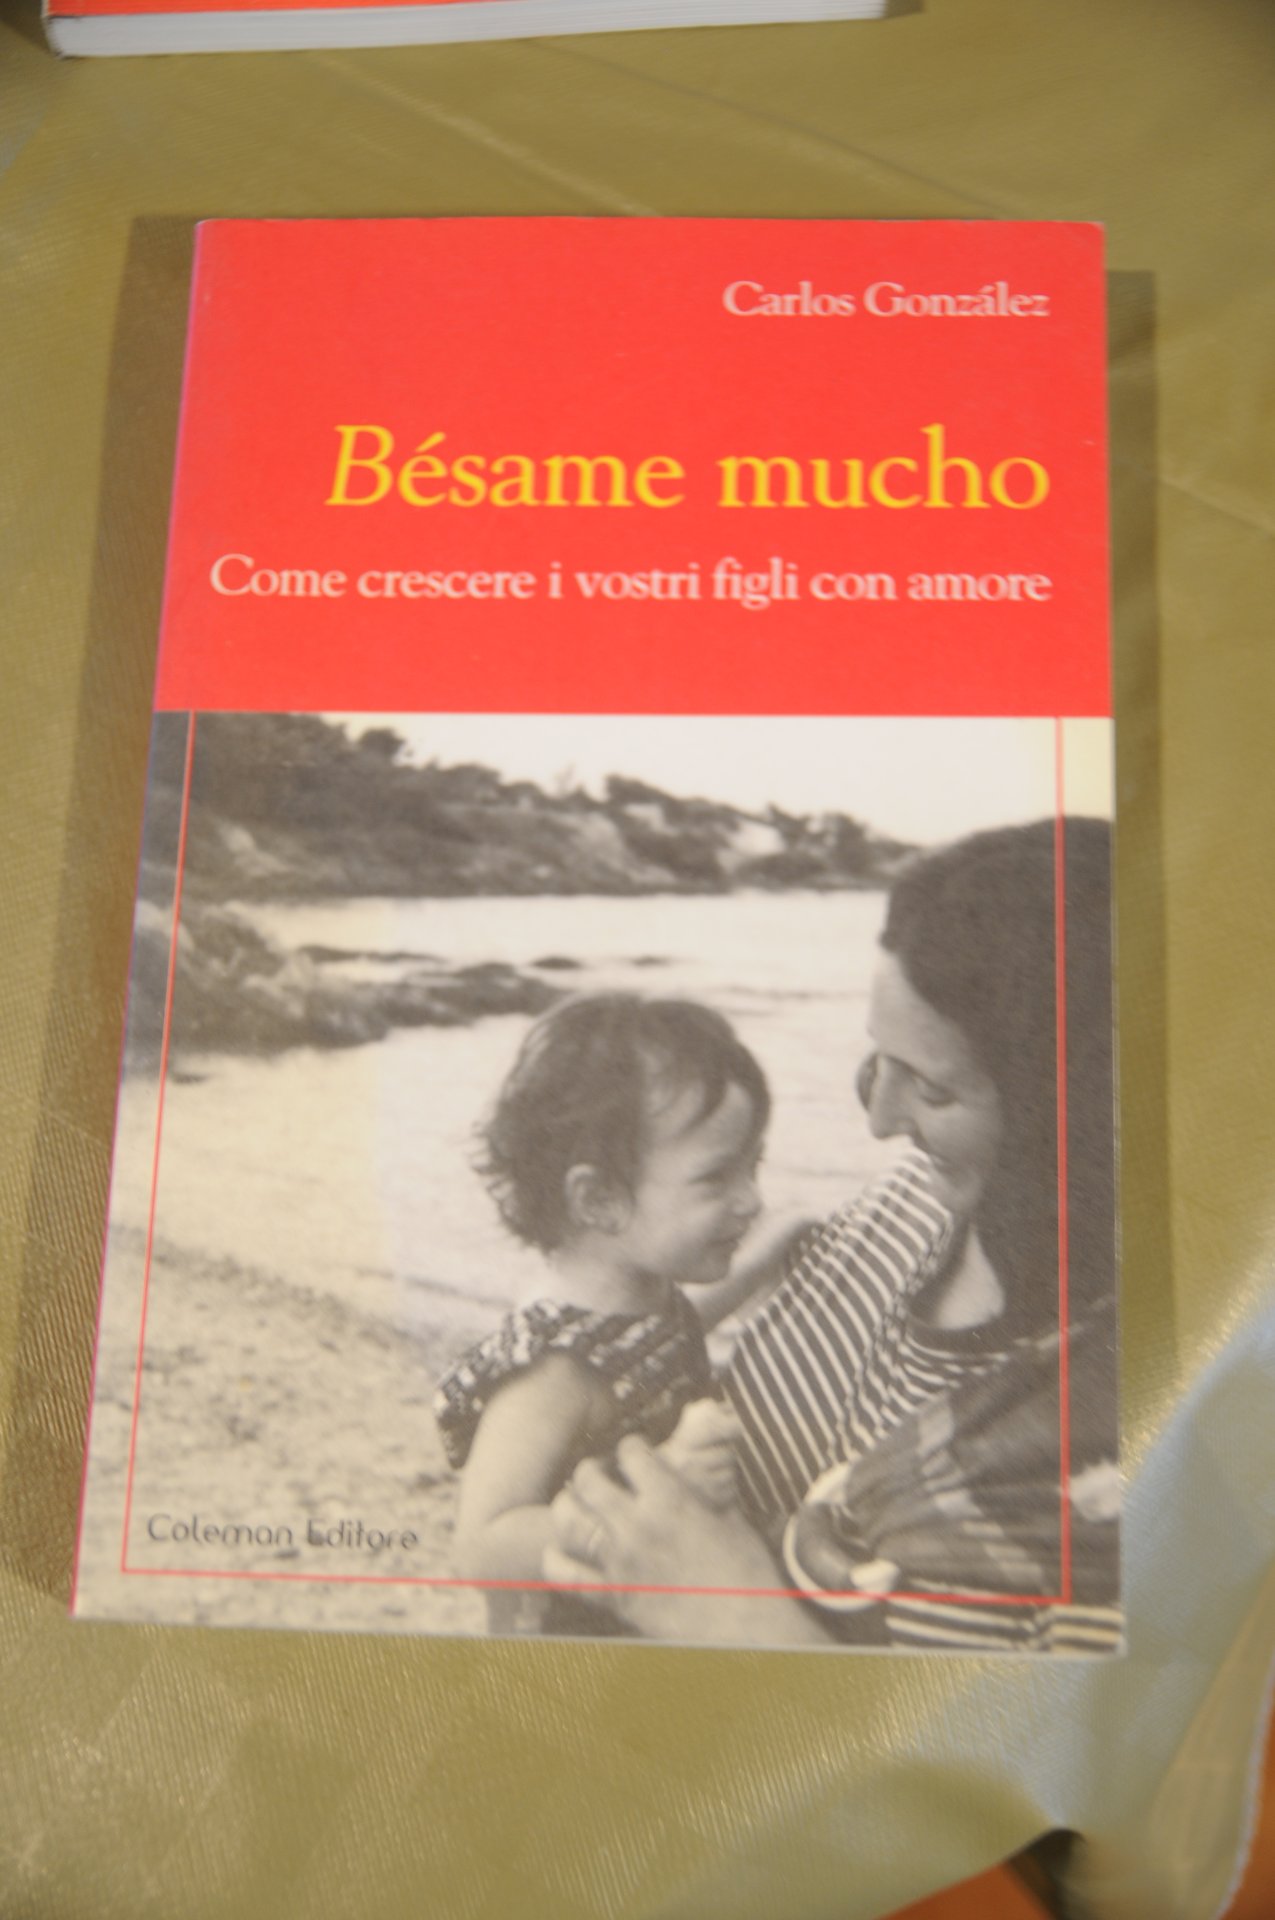 Carlos González
Bésame mucho
Come crescere i vostri figli con amore
Coleman Editore